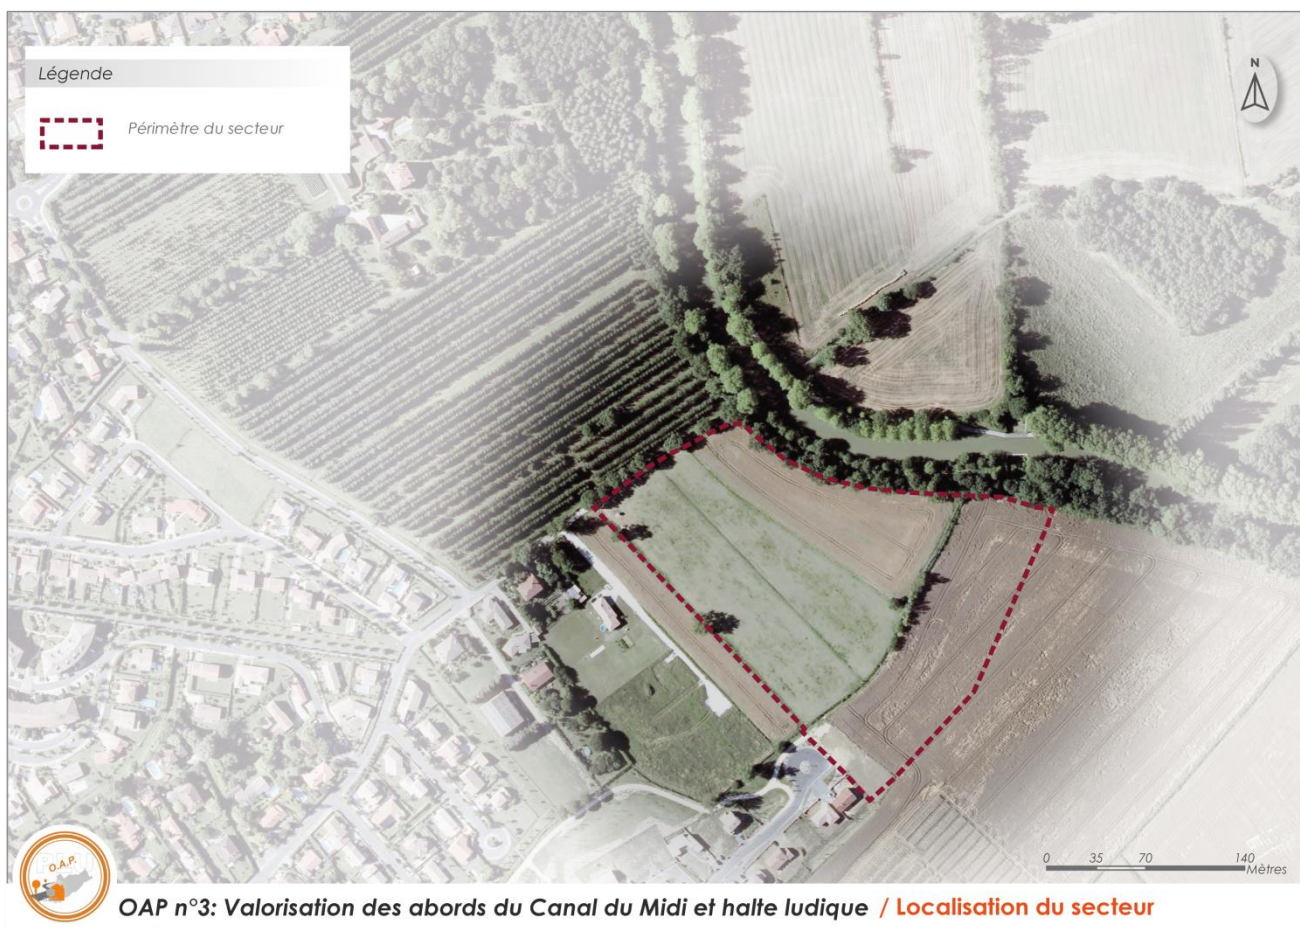 Légende
Périmètre du secteur
N
0 35 70 140
Mètres
O.A.P.
OAP n°3: Valorisation des abords du Canal du Midi et halte ludique / Localisation du secteur